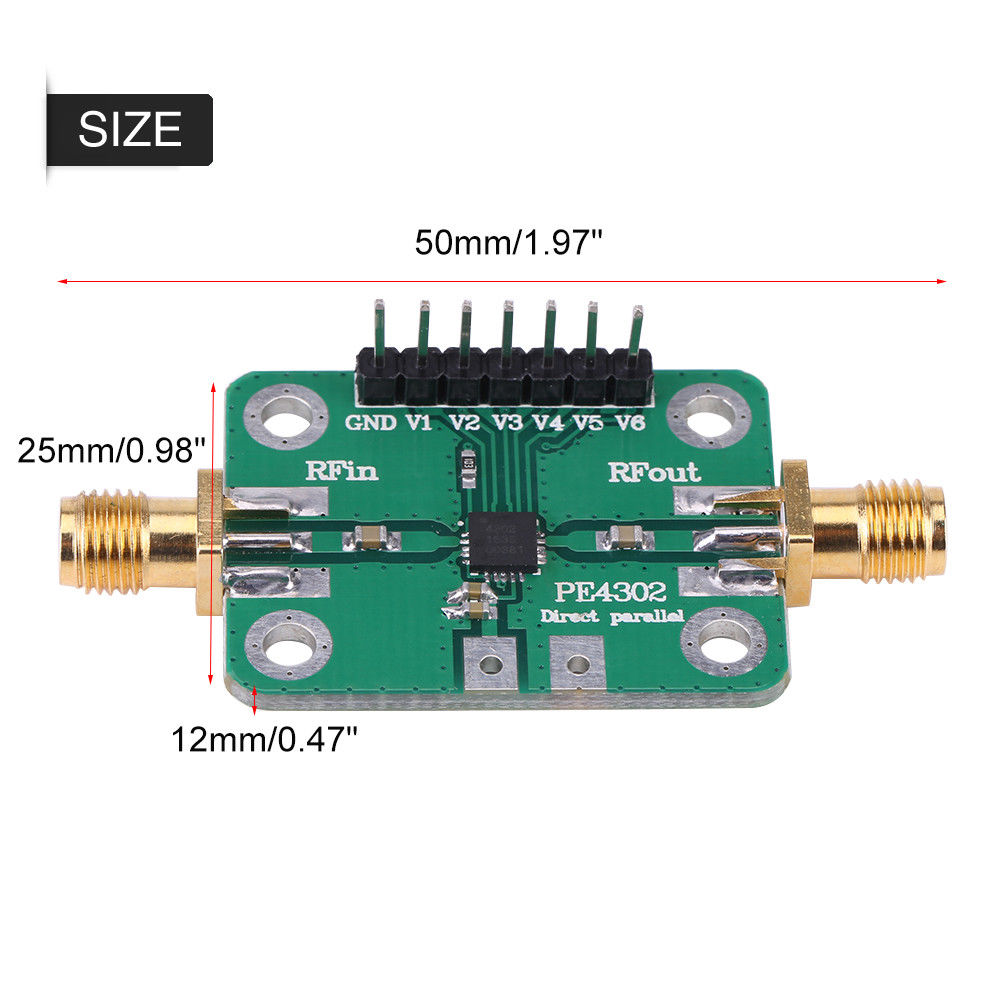 SIZE
50mm/1.97"
25mm/0.98"
GND V1 V2 V3 V4 V5 V6
RFin
RFout
PE4302
Direct parallel
12mm/0.47"